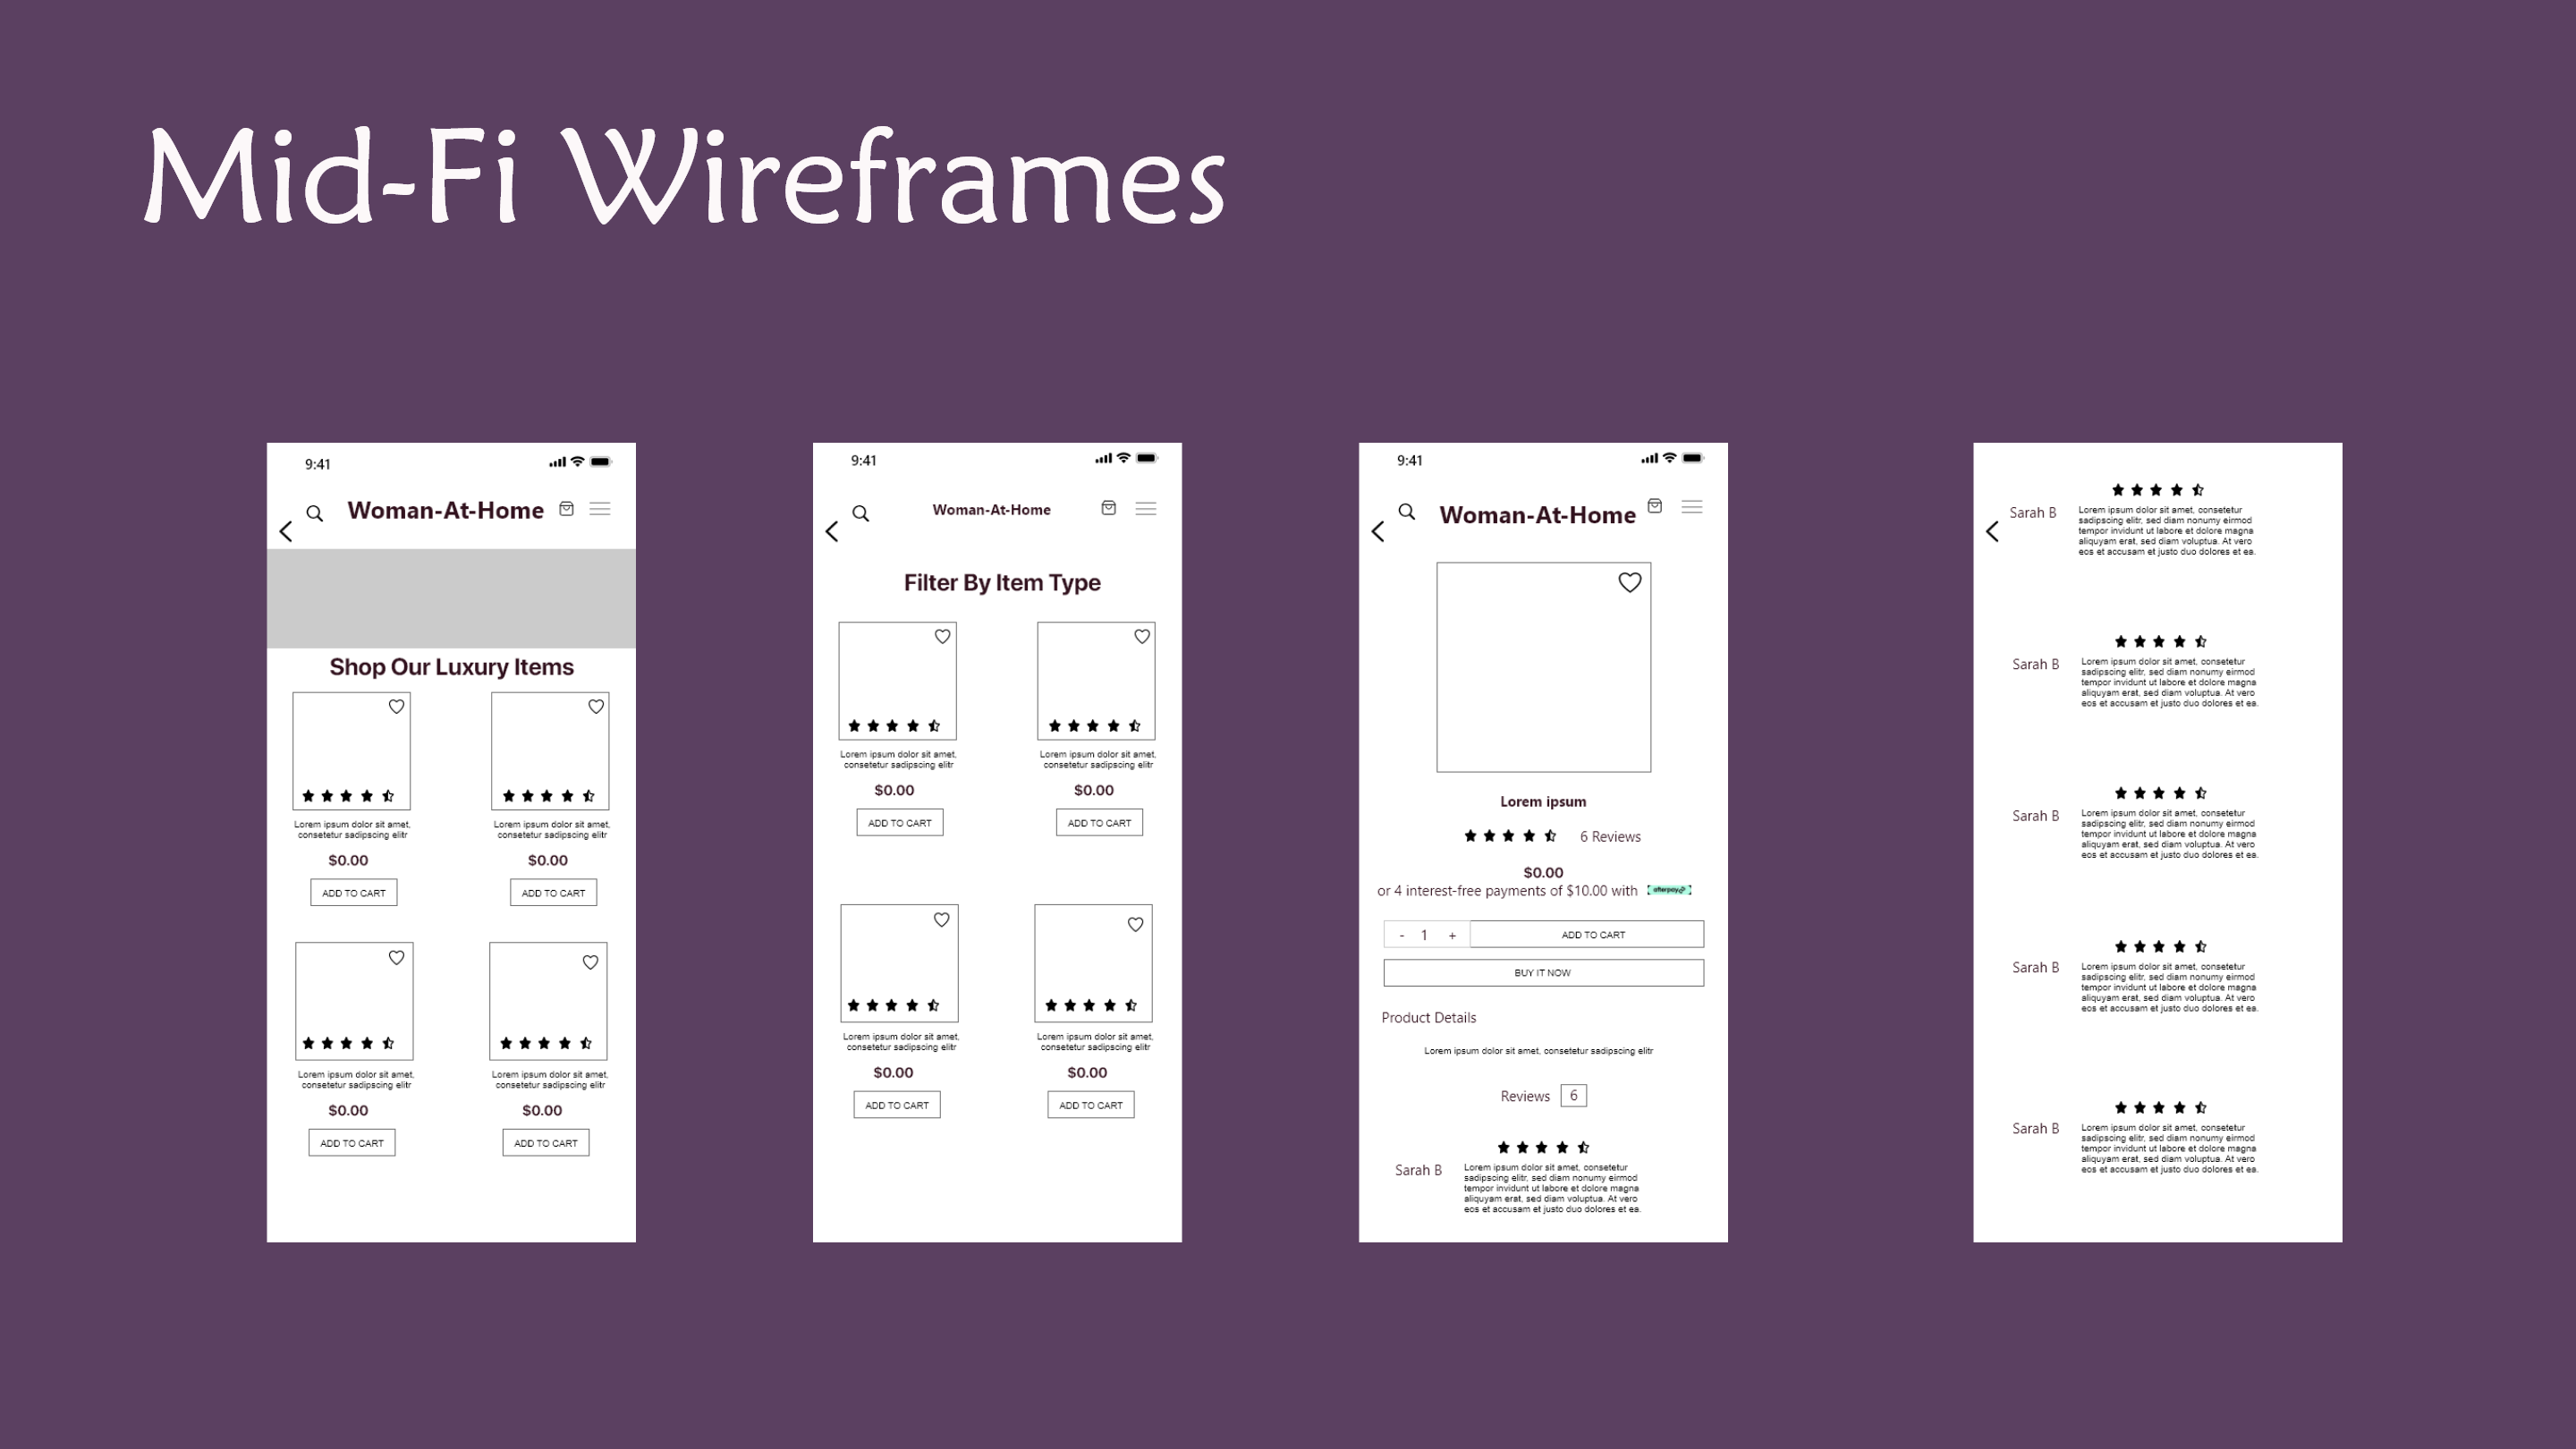 Mid-Fi Wireframes
9:41
Woman-At-Home
Shop Our Luxury Items
Lorem ipsum dolor sit amet,
consetetur sadipscing elitr
$0.00
ADD TO CART
Lorem ipsum dolor sit amet,
consetetur sadipscing elitr
$0.00
ADD TO CART
Lorem ipsum dolor sit amet,
consetetur sadipscing elitr
$0.00
ADD TO CART
Lorem ipsum dolor sit amet,
consetetur sadipscing elitr
$0.00
ADD TO CART
9:41
Woman-At-Home
Filter By Item Type
Lorem ipsum dolor sit amet,
consetetur sadipscing elitr
$0.00
ADD TO CART
Lorem ipsum dolor sit amet,
consetetur sadipscing elitr
$0.00
ADD TO CART
Lorem ipsum dolor sit amet,
consetetur sadipscing elitr
$0.00
ADD TO CART
Lorem ipsum dolor sit amet,
consetetur sadipscing elitr
$0.00
ADD TO CART
9:41
Woman-At-Home
Lorem ipsum
6 Reviews
$0.00
or 4 interest-free payments of $10.00 with afterpay
- 1 + ADD TO CART
BUY IT NOW
Product Details
Lorem ipsum dolor sit amet, consetetur sadipscing elitr
Reviews 6
Sarah B
Lorem ipsum dolor sit amet, consetetur
sadipscing elitr, sed diam nonumy eirmod
tempor invidunt ut labore et dolore magna
aliquyam erat, sed diam voluptua. At vero
eos et accusam et justo duo dolores et ea.
Sarah B
Lorem ipsum dolor sit amet, consetetur
sadipscing elitr, sed diam nonumy eirmod
tempor invidunt ut labore et dolore magna
aliquyam erat, sed diam voluptua. At vero
eos et accusam et justo duo dolores et ea.
Sarah B
Lorem ipsum dolor sit amet, consetetur
sadipscing elitr, sed diam nonumy eirmod
tempor invidunt ut labore et dolore magna
aliquyam erat, sed diam voluptua. At vero
eos et accusam et justo duo dolores et ea.
Sarah B
Lorem ipsum dolor sit amet, consetetur
sadipscing elitr, sed diam nonumy eirmod
tempor invidunt ut labore et dolore magna
aliquyam erat, sed diam voluptua. At vero
eos et accusam et justo duo dolores et ea.
Sarah B
Lorem ipsum dolor sit amet, consetetur
sadipscing elitr, sed diam nonumy eirmod
tempor invidunt ut labore et dolore magna
aliquyam erat, sed diam voluptua. At vero
eos et accusam et justo duo dolores et ea.
Sarah B
Lorem ipsum dolor sit amet, consetetur
sadipscing elitr, sed diam nonumy eirmod
tempor invidunt ut labore et dolore magna
aliquyam erat, sed diam voluptua. At vero
eos et accusam et justo duo dolores et ea.